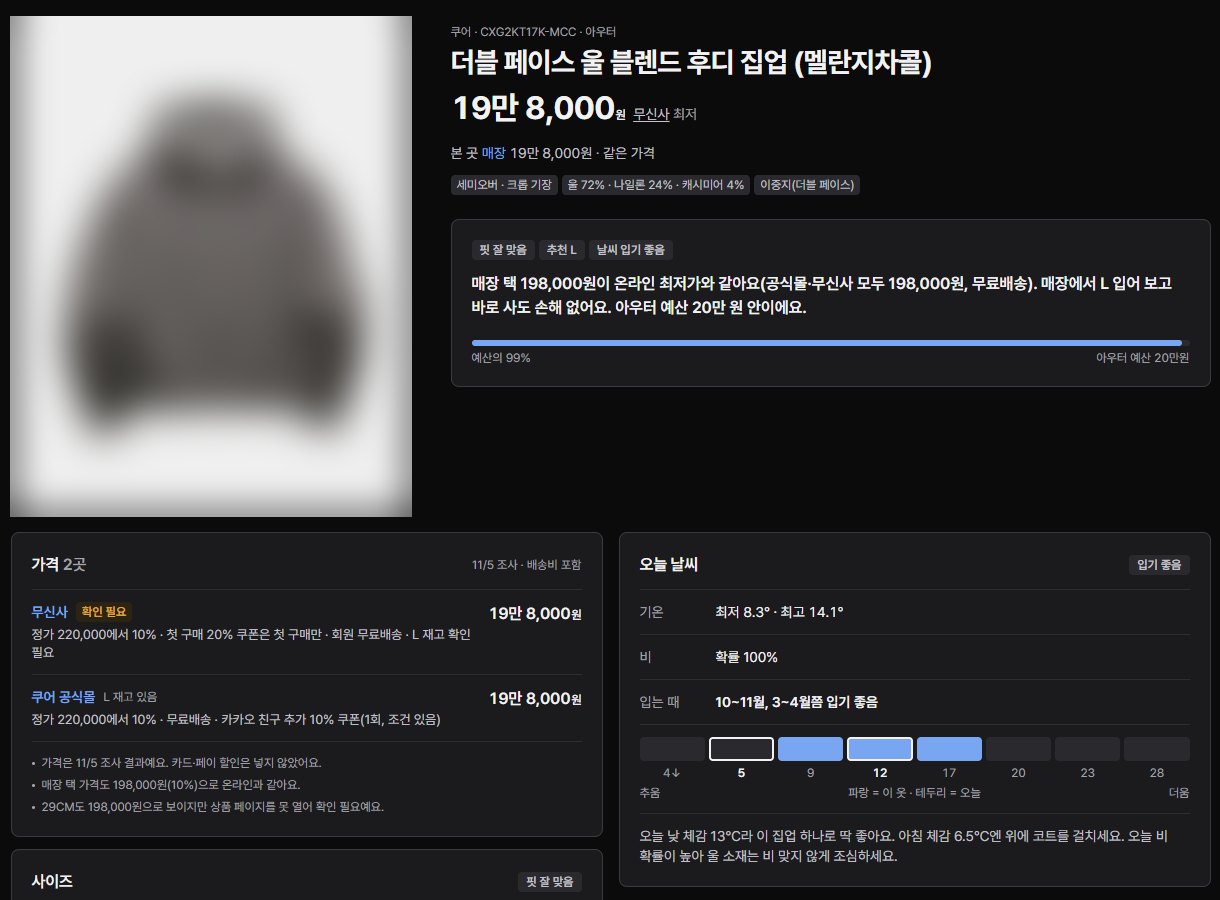 쿠어 · CXG2KT17K-MCC · 아우터
더블 페이스 울 블렌드 후디 집업 (멜란지차콜)
19만 8,000원 무신사 최저
본 곳 매장 19만 8,000원 · 같은 가격
세미오버 · 크롭 기장 울 72% · 나일론 24% · 캐시미어 4% 이중지(더블 페이스)
핏 잘 맞음 추천 L 날씨 입기 좋음
매장 택 198,000원이 온라인 최저가와 같아요(공식몰·무신사 모두 198,000원, 무료배송). 매장에서 L 입어 보고
바로 사도 손해 없어요. 아우터 예산 20만 원 안이에요.
예산의 99% 아우터 예산 20만원
가격 2곳 11/5 조사 · 배송비 포함
무신사 확인 필요 19만 8,000원
정가 220,000에서 10% · 첫 구매 20% 쿠폰은 첫 구매만 · 회원 무료배송 · L 재고 확인
필요
쿠어 공식몰 L 재고 있음 19만 8,000원
정가 220,000에서 10% · 무료배송 · 카카오 친구 추가 10% 쿠폰(1회, 조건 있음)
• 가격은 11/5 조사 결과예요. 카드·페이 할인은 넣지 않았어요.
• 매장 택 가격도 198,000원(10%)으로 온라인과 같아요.
• 29CM도 198,000원으로 보이지만 상품 페이지를 못 열어 확인 필요예요.
사이즈 핏 잘 맞음
오늘 날씨 입기 좋음
기온 최저 8.3° · 최고 14.1°
비 확률 100%
입는 때 10~11월, 3~4월쯤 입기 좋음
4↓ 5 9 12 17 20 23 28
추움 파랑 = 이 옷 · 테두리 = 오늘 더움
오늘 낮 체감 13°C라 이 집업 하나로 딱 좋아요. 아침 체감 6.5°C엔 위에 코트를 걸치세요. 오늘 비
확률이 높아 울 소재는 비 맞지 않게 조심하세요.